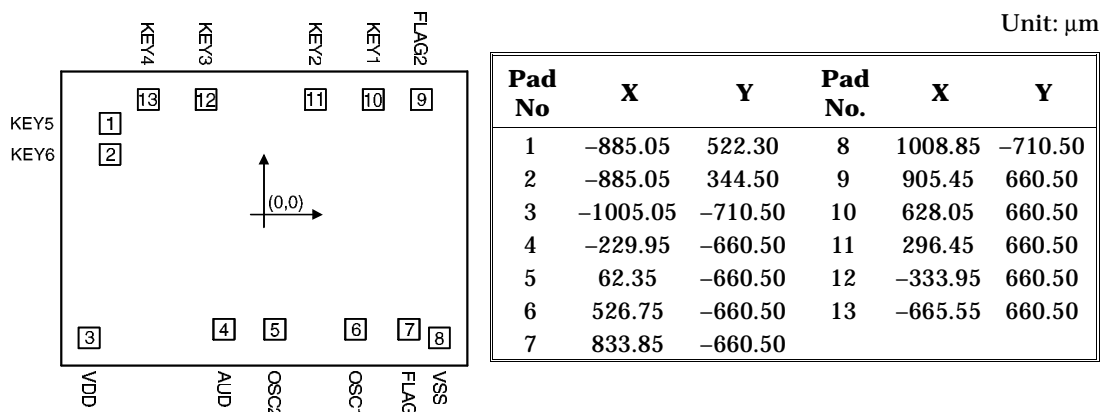 Unit: µm
KEY4 KEY3 KEY2 KEY1 FLAG2
13 12 11 10 9
KEY5 1
KEY6 2
(0,0)
3 4 5 6 7 8
VDD AUD OSC2 OSC1 FLAG VSS
Pad No X Y Pad No. X Y
1 −885.05 522.30 8 1008.85 −710.50
2 −885.05 344.50 9 905.45 660.50
3 −1005.05 −710.50 10 628.05 660.50
4 −229.95 −660.50 11 296.45 660.50
5 62.35 −660.50 12 −333.95 660.50
6 526.75 −660.50 13 −665.55 660.50
7 833.85 −660.50